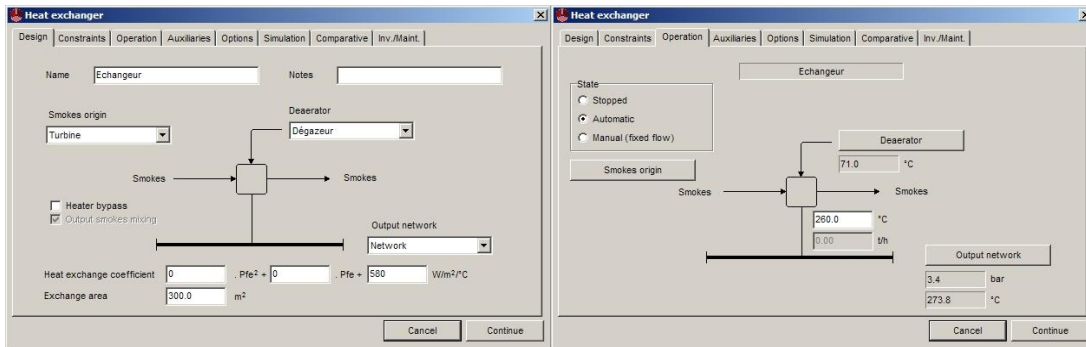 Heat exchanger
Design Constraints Operation Auxiliaries Options Simulation Comparative Inv./Maint.
Name Echangeur Notes
Smokes origin
Turbine
Deaerator
Dégazeur
Smokes Smokes
Heater bypass
Output smokes mixing
Output network
Network
Heat exchange coefficient 0 . Pfe² + 0 . Pfe + 580 W/m²/°C
Exchange area 300.0 m²
Cancel Continue
Heat exchanger
Design Constraints Operation Auxiliaries Options Simulation Comparative Inv./Maint.
Echangeur
State
Stopped
Automatic
Manual (fixed flow)
Deaerator
71.0 °C
Smokes origin
Smokes Smokes
260.0 °C
0.00 t/h
Output network
3.4 bar
273.8 °C
Cancel Continue